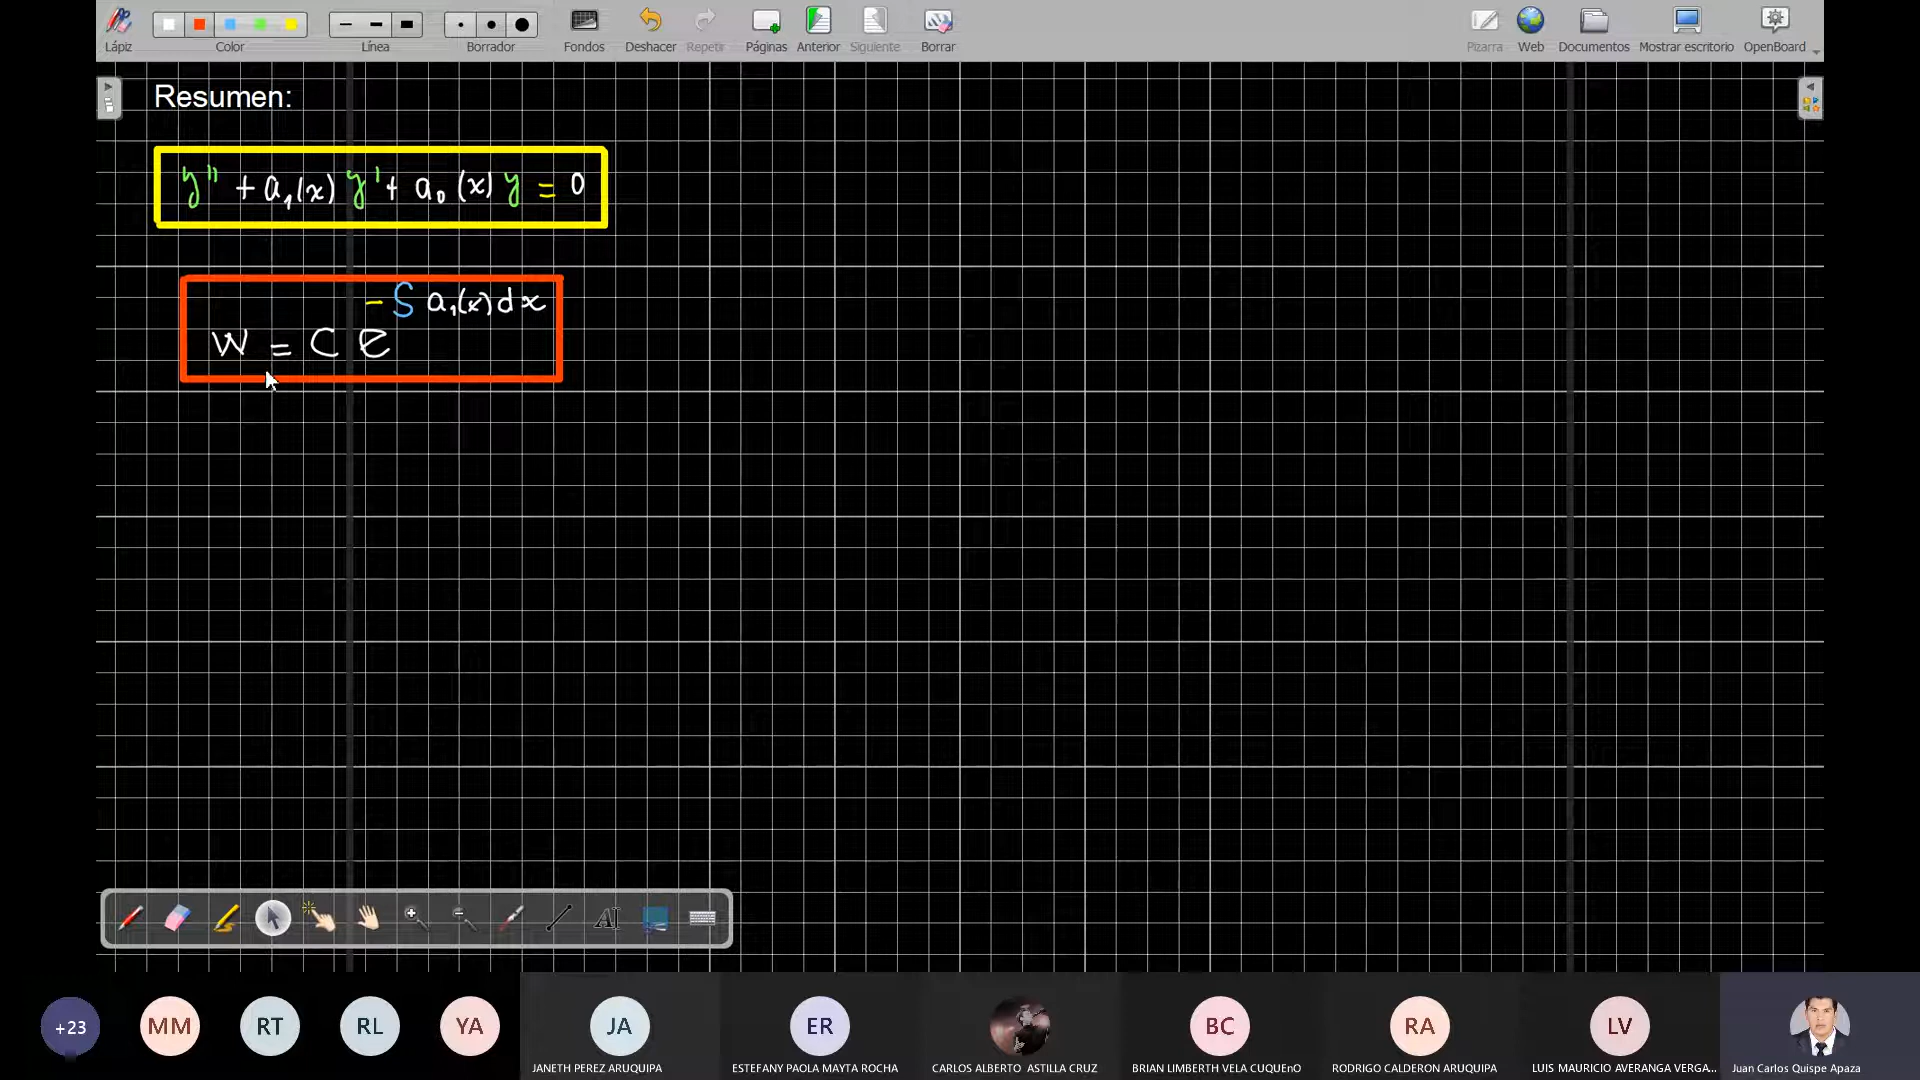 Lápiz Color Línea Borrador Fondos Deshacer Repetir Páginas Anterior Siguiente Borrar Pizarra Web Documentos Mostrar escritorio OpenBoard
Resumen:
y'' + a₁(x) y' + a₀(x) y = 0
W = C e^{-∫ a₁(x) dx}
+23 MM RT RL YA JA ER BC RA LV
JANETH PEREZ ARUQUIPA ESTEFANY PAOLA MAYTA ROCHA CARLOS ALBERTO ASTILLA CRUZ BRIAN LIMBERTH VELA CUQUEnO RODRIGO CALDERON ARUQUIPA LUIS MAURICIO AVERANGA VERGA... Juan Carlos Quispe Apaza